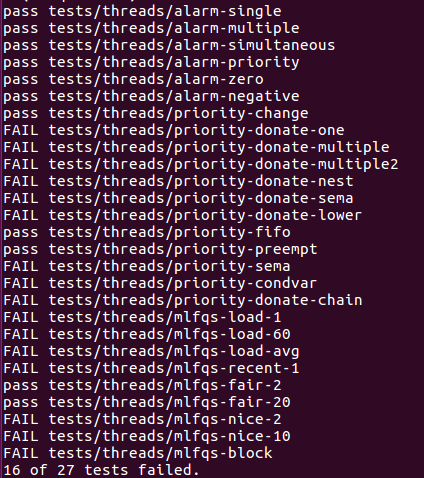 pass tests/threads/alarm-single
pass tests/threads/alarm-multiple
pass tests/threads/alarm-simultaneous
pass tests/threads/alarm-priority
pass tests/threads/alarm-zero
pass tests/threads/alarm-negative
pass tests/threads/priority-change
FAIL tests/threads/priority-donate-one
FAIL tests/threads/priority-donate-multiple
FAIL tests/threads/priority-donate-multiple2
FAIL tests/threads/priority-donate-nest
FAIL tests/threads/priority-donate-sema
FAIL tests/threads/priority-donate-lower
pass tests/threads/priority-fifo
pass tests/threads/priority-preempt
FAIL tests/threads/priority-sema
FAIL tests/threads/priority-condvar
FAIL tests/threads/priority-donate-chain
FAIL tests/threads/mlfqs-load-1
FAIL tests/threads/mlfqs-load-60
FAIL tests/threads/mlfqs-load-avg
FAIL tests/threads/mlfqs-recent-1
pass tests/threads/mlfqs-fair-2
pass tests/threads/mlfqs-fair-20
FAIL tests/threads/mlfqs-nice-2
FAIL tests/threads/mlfqs-nice-10
FAIL tests/threads/mlfqs-block
16 of 27 tests failed.